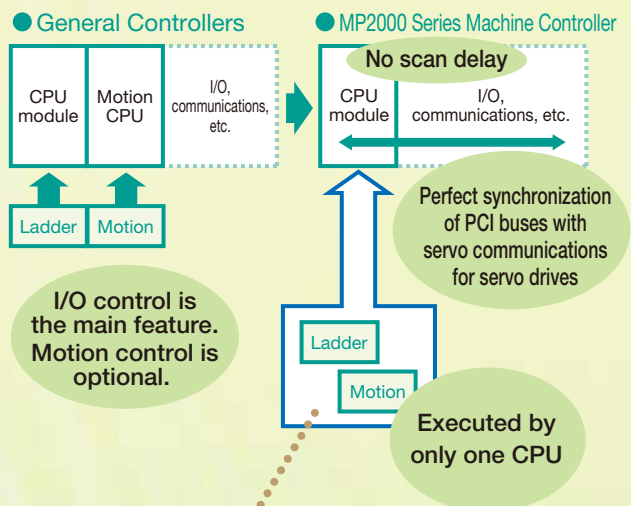 ● General Controllers
CPU
module
Motion
CPU
I/O,
communications,
etc.
Ladder
Motion
I/O control is
the main feature.
Motion control is
optional.
● MP2000 Series Machine Controller
No scan delay
CPU
module
I/O,
communications, etc.
Perfect synchronization
of PCI buses with
servo communications
for servo drives
Ladder
Motion
Executed by
only one CPU